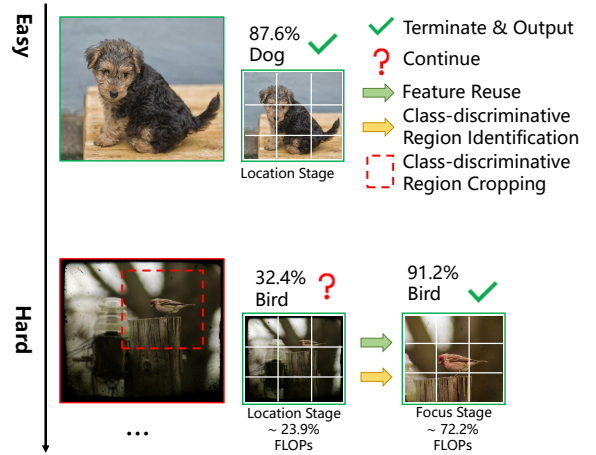 Easy
87.6%
Dog
Location Stage
Terminate & Output
Continue
Feature Reuse
Class-discriminative
Region Identification
Class-discriminative
Region Cropping
Hard
32.4%
Bird
?
Location Stage
~ 23.9%
FLOPs
91.2%
Bird
Focus Stage
~ 72.2%
FLOPs
...